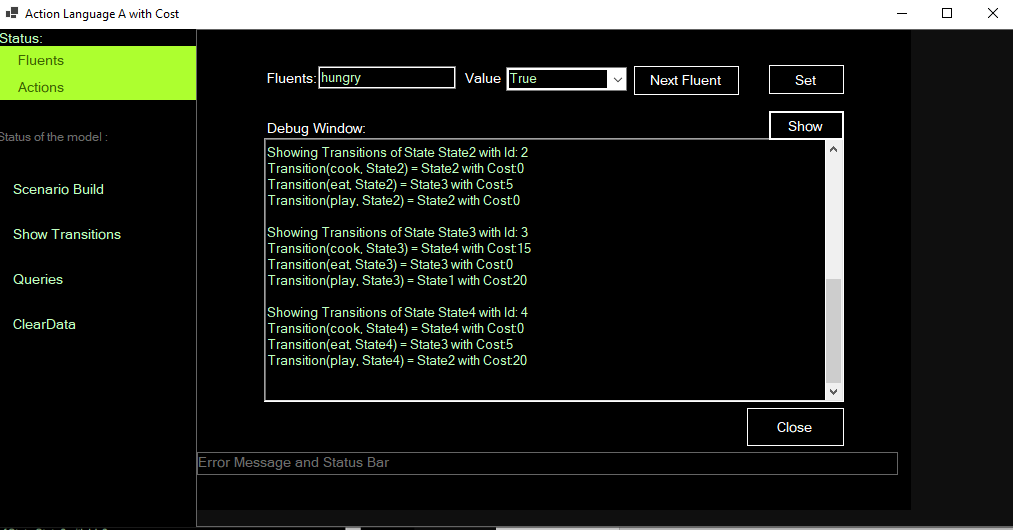 Action Language A with Cost
Status:
Fluents
Actions
Status of the model :
Scenario Build
Show Transitions
Queries
ClearData
Fluents: hungry Value True Next Fluent Set
Debug Window: Show
Showing Transitions of State State2 with Id: 2
Transition(cook, State2) = State2 with Cost:0
Transition(eat, State2) = State3 with Cost:5
Transition(play, State2) = State2 with Cost:0
Showing Transitions of State State3 with Id: 3
Transition(cook, State3) = State4 with Cost:15
Transition(eat, State3) = State3 with Cost:0
Transition(play, State3) = State1 with Cost:20
Showing Transitions of State State4 with Id: 4
Transition(cook, State4) = State4 with Cost:0
Transition(eat, State4) = State3 with Cost:5
Transition(play, State4) = State2 with Cost:20
Close
Error Message and Status Bar